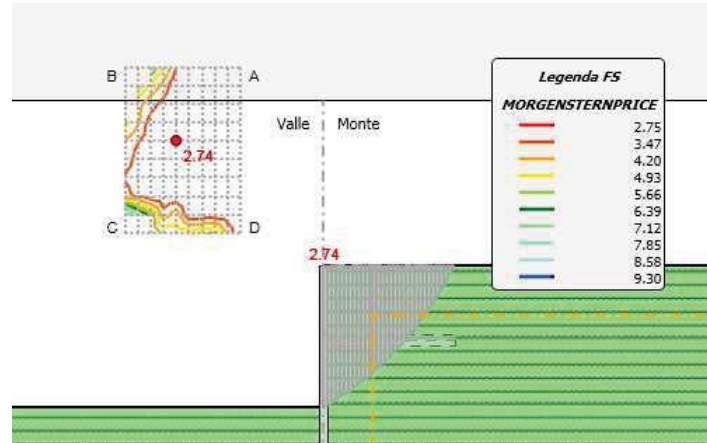 B A
Legenda FS
MORGENSTERNPRICE
2.75
3.47
4.20
4.93
5.66
6.39
7.12
7.85
8.58
9.30
Valle Monte
2.74
C D
2.74